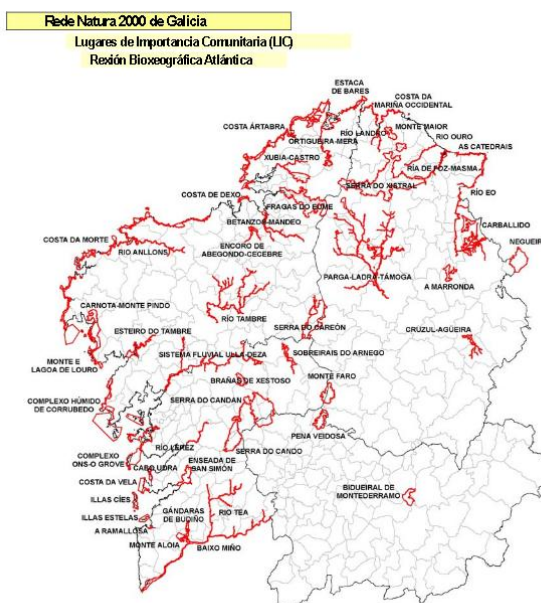 Rede Natura 2000 de Galicia
Lugares de Importancia Comunitaria (LIC)
Rexión Bioxeográfica Atlántica
ESTACA
DE BARES
COSTA DA
MARIÑA OCCIDENTAL
COSTA ÁRTABRA
RÍO LANDRO
MONTE MAIOR
ORTIGUEIRA-MERA
RIO OURO
AS CATEDRAIS
XUBIA-CASTRO
RÍA DE FOZ-MASMA
SERRA DO XISTRAL
RÍO EO
COSTA DE DEXO
FRAGAS DO EUME
BETANZOS-MANDEO
CARBALLIDO
COSTA DA MORTE
ENCORO DE
ABEGONDO-CECEBRE
NEGUEIR
RIO ANLLONS
PARGA-LADRA-TÁMOGA
A MARRONDA
CARNOTA-MONTE PINDO
RÍO TAMBRE
ESTEIRO DO TAMBRE
SERRA DO CAREÓN
CRUZUL-AGÜEIRA
SISTEMA FLUVIAL ULLA-DEZA
SOBREIRAIS DO ARNEGO
MONTE E
LAGOA DE LOURO
BRAÑAS DE XESTOSO
MONTE FARO
COMPLEXO HÚMIDO
DE CORRUBEDO
SERRA DO CANDAN
PENA VEIDOSA
RÍO LÉREZ
SERRA DO CANDO
COMPLEXO
ONS-O GROVE
ENSEADA DE
SAN SIMÓN
CABO UDRA
COSTA DA VELA
BIDUEIRAL DE
MONTEDERRAMO
ILLAS CÍES
GÁNDARAS
DE BUDIÑO
RIO TEA
ILLAS ESTELAS
A RAMALLOSA
MONTE ALOIA
BAIXO MIÑO